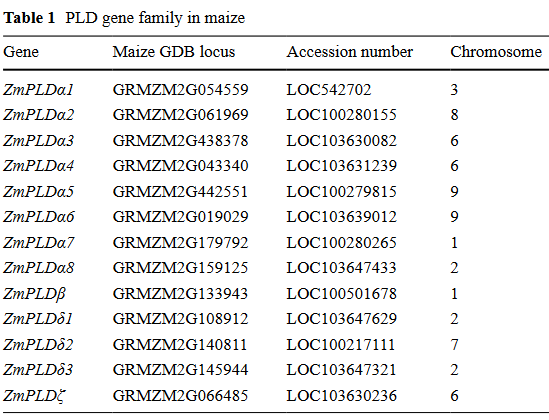 Table 1 PLD gene family in maize
Gene Maize GDB locus Accession number Chromosome
ZmPLDα1 GRMZM2G054559 LOC542702 3
ZmPLDα2 GRMZM2G061969 LOC100280155 8
ZmPLDα3 GRMZM2G438378 LOC103630082 6
ZmPLDα4 GRMZM2G043340 LOC103631239 6
ZmPLDα5 GRMZM2G442551 LOC100279815 9
ZmPLDα6 GRMZM2G019029 LOC103639012 9
ZmPLDα7 GRMZM2G179792 LOC100280265 1
ZmPLDα8 GRMZM2G159125 LOC103647433 2
ZmPLDβ GRMZM2G133943 LOC100501678 1
ZmPLDδ1 GRMZM2G108912 LOC103647629 2
ZmPLDδ2 GRMZM2G140811 LOC100217111 7
ZmPLDδ3 GRMZM2G145944 LOC103647321 2
ZmPLDζ GRMZM2G066485 LOC103630236 6